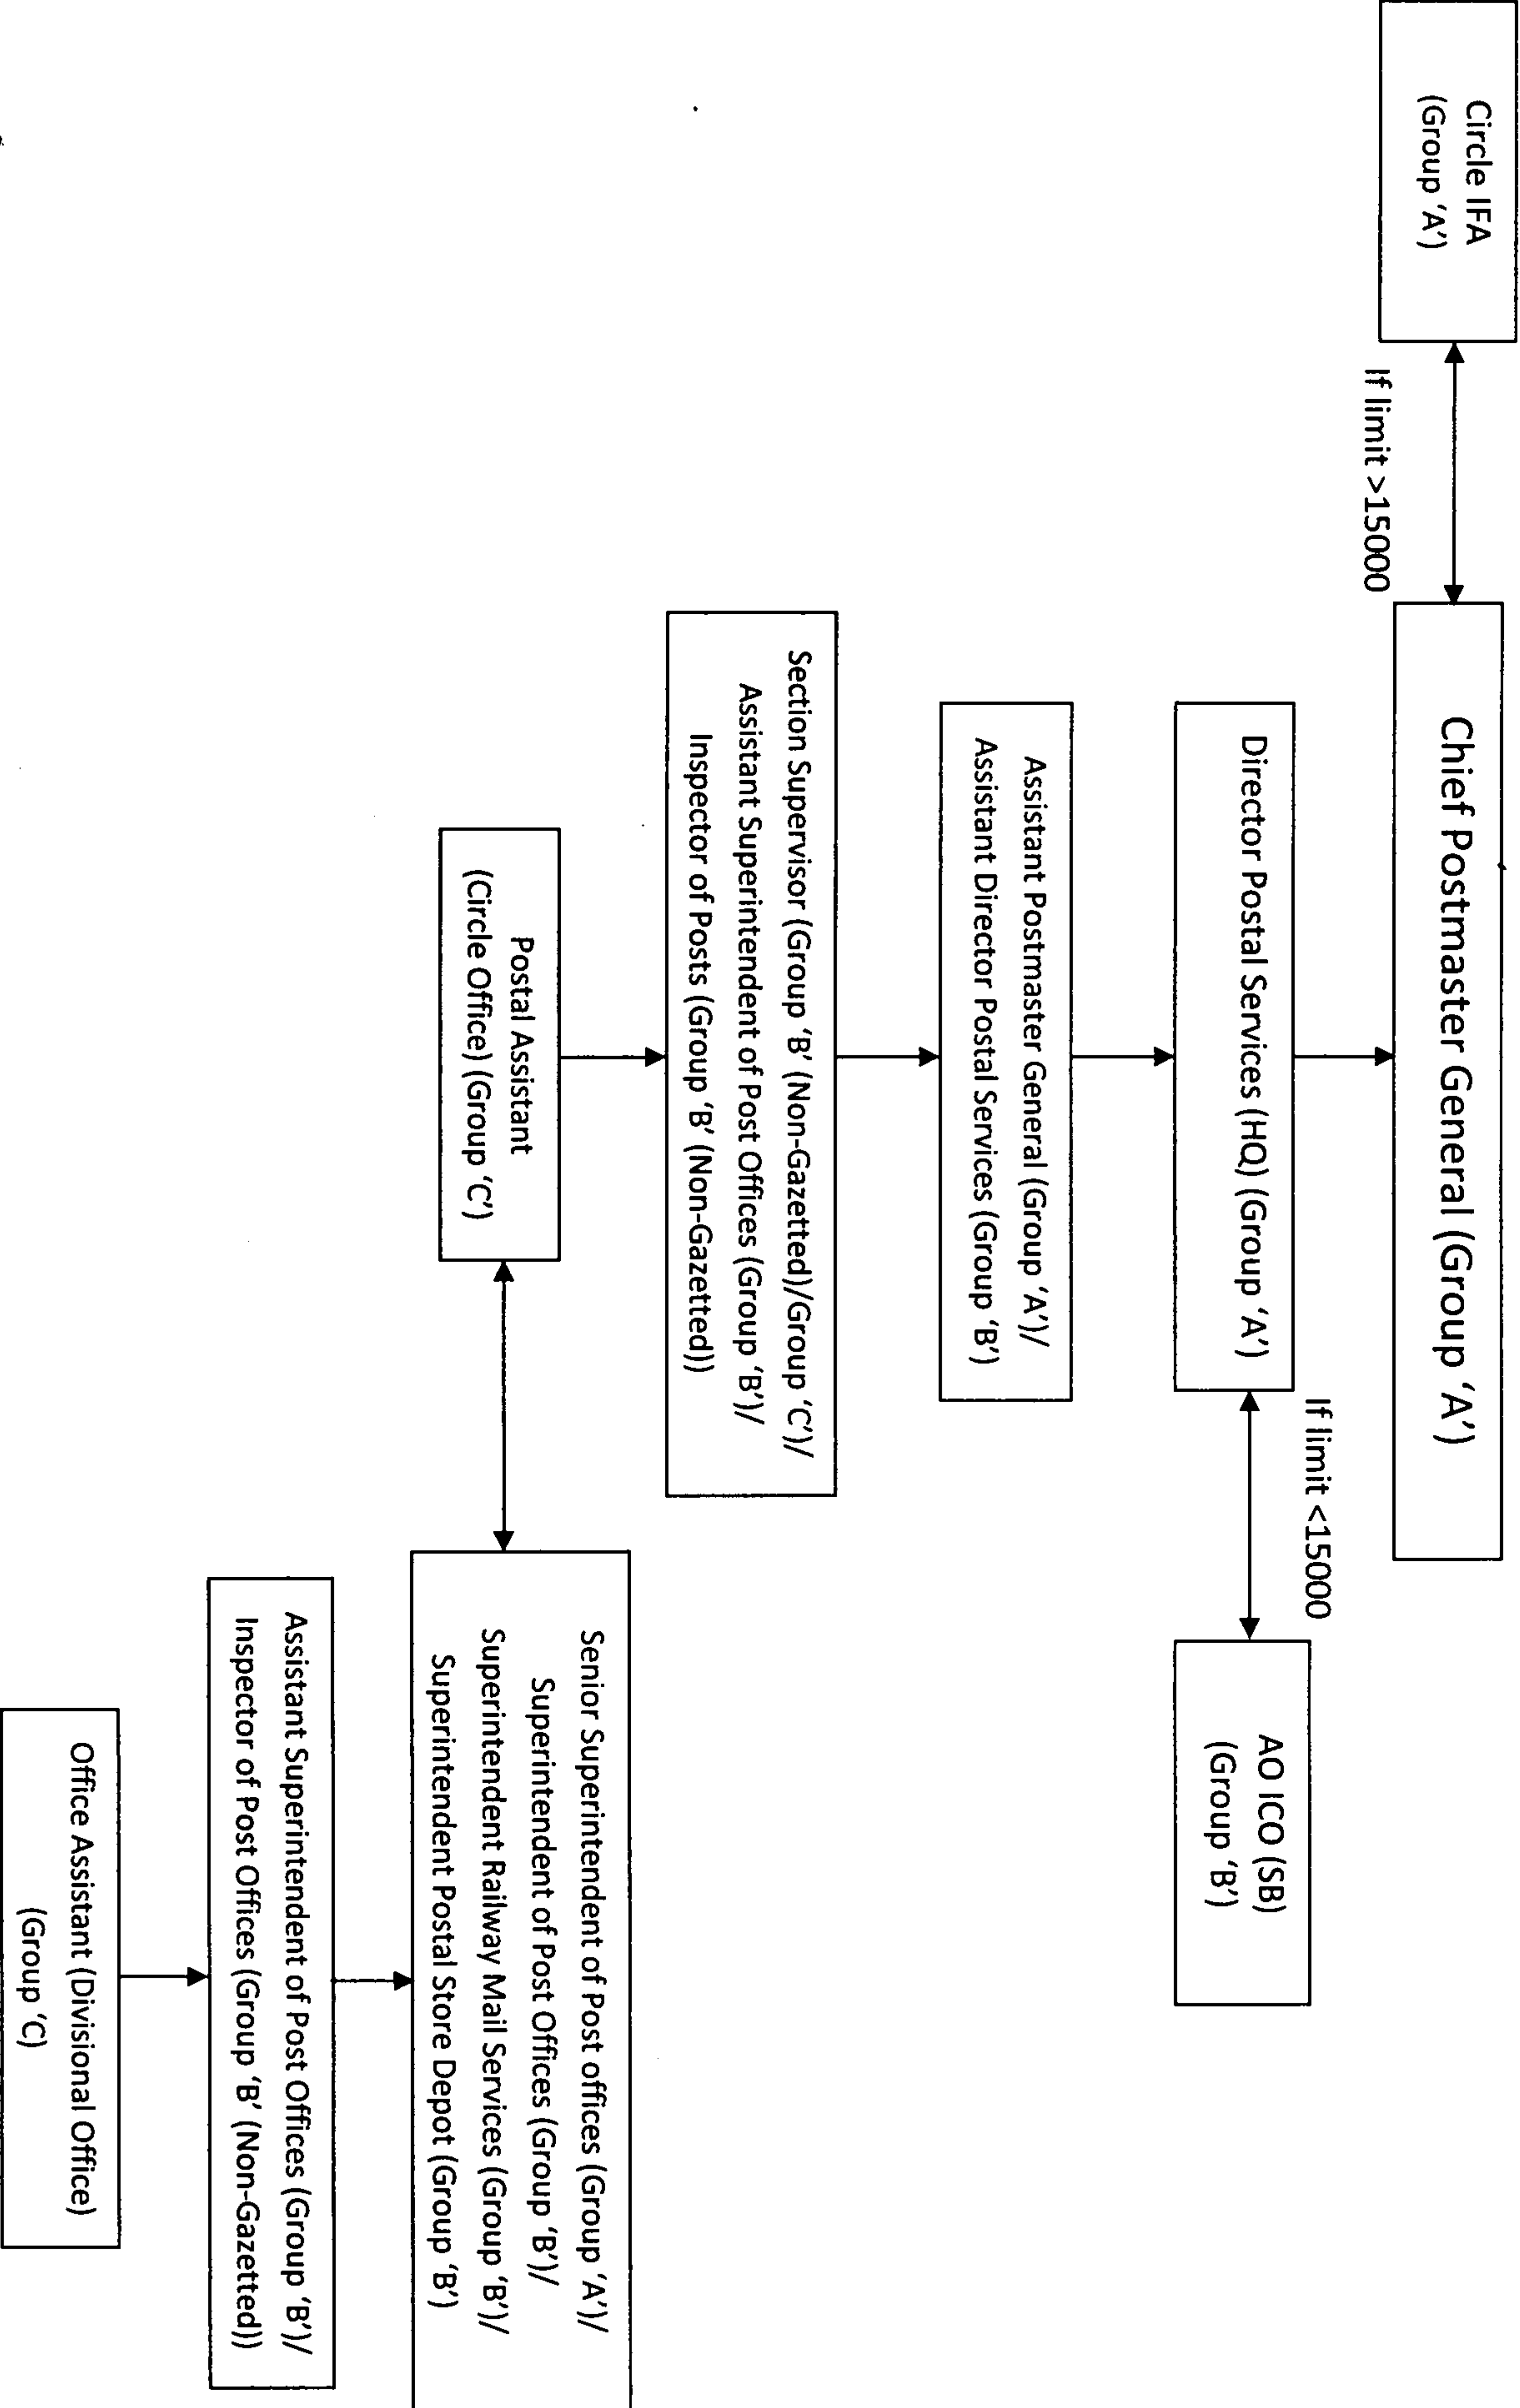 Circle IFA
(Group ‘A’)
If limit >15000
Chief Postmaster General (Group ‘A’)
Director Postal Services (HQ) (Group ‘A’)
If limit <15000
AO ICO (SB)
(Group ‘B’)
Assistant Postmaster General (Group ‘A’)/
Assistant Director Postal Services (Group ‘B’)
Section Supervisor (Group ‘B’ (Non-Gazetted)/Group ‘C’)/
Assistant Superintendent of Post Offices (Group ‘B’)/
Inspector of Posts (Group ‘B’ (Non-Gazetted))
Postal Assistant
(Circle Office) (Group ‘C’)
Senior Superintendent of Post offices (Group ‘A’)/
Superintendent of Post Offices (Group ‘B’)/
Superintendent Railway Mail Services (Group ‘B’)/
Superintendent Postal Store Depot (Group ‘B’)
Assistant Superintendent of Post Offices (Group ‘B’)/
Inspector of Post Offices (Group ‘B’ (Non-Gazetted))
Office Assistant (Divisional Office)
(Group ‘C)